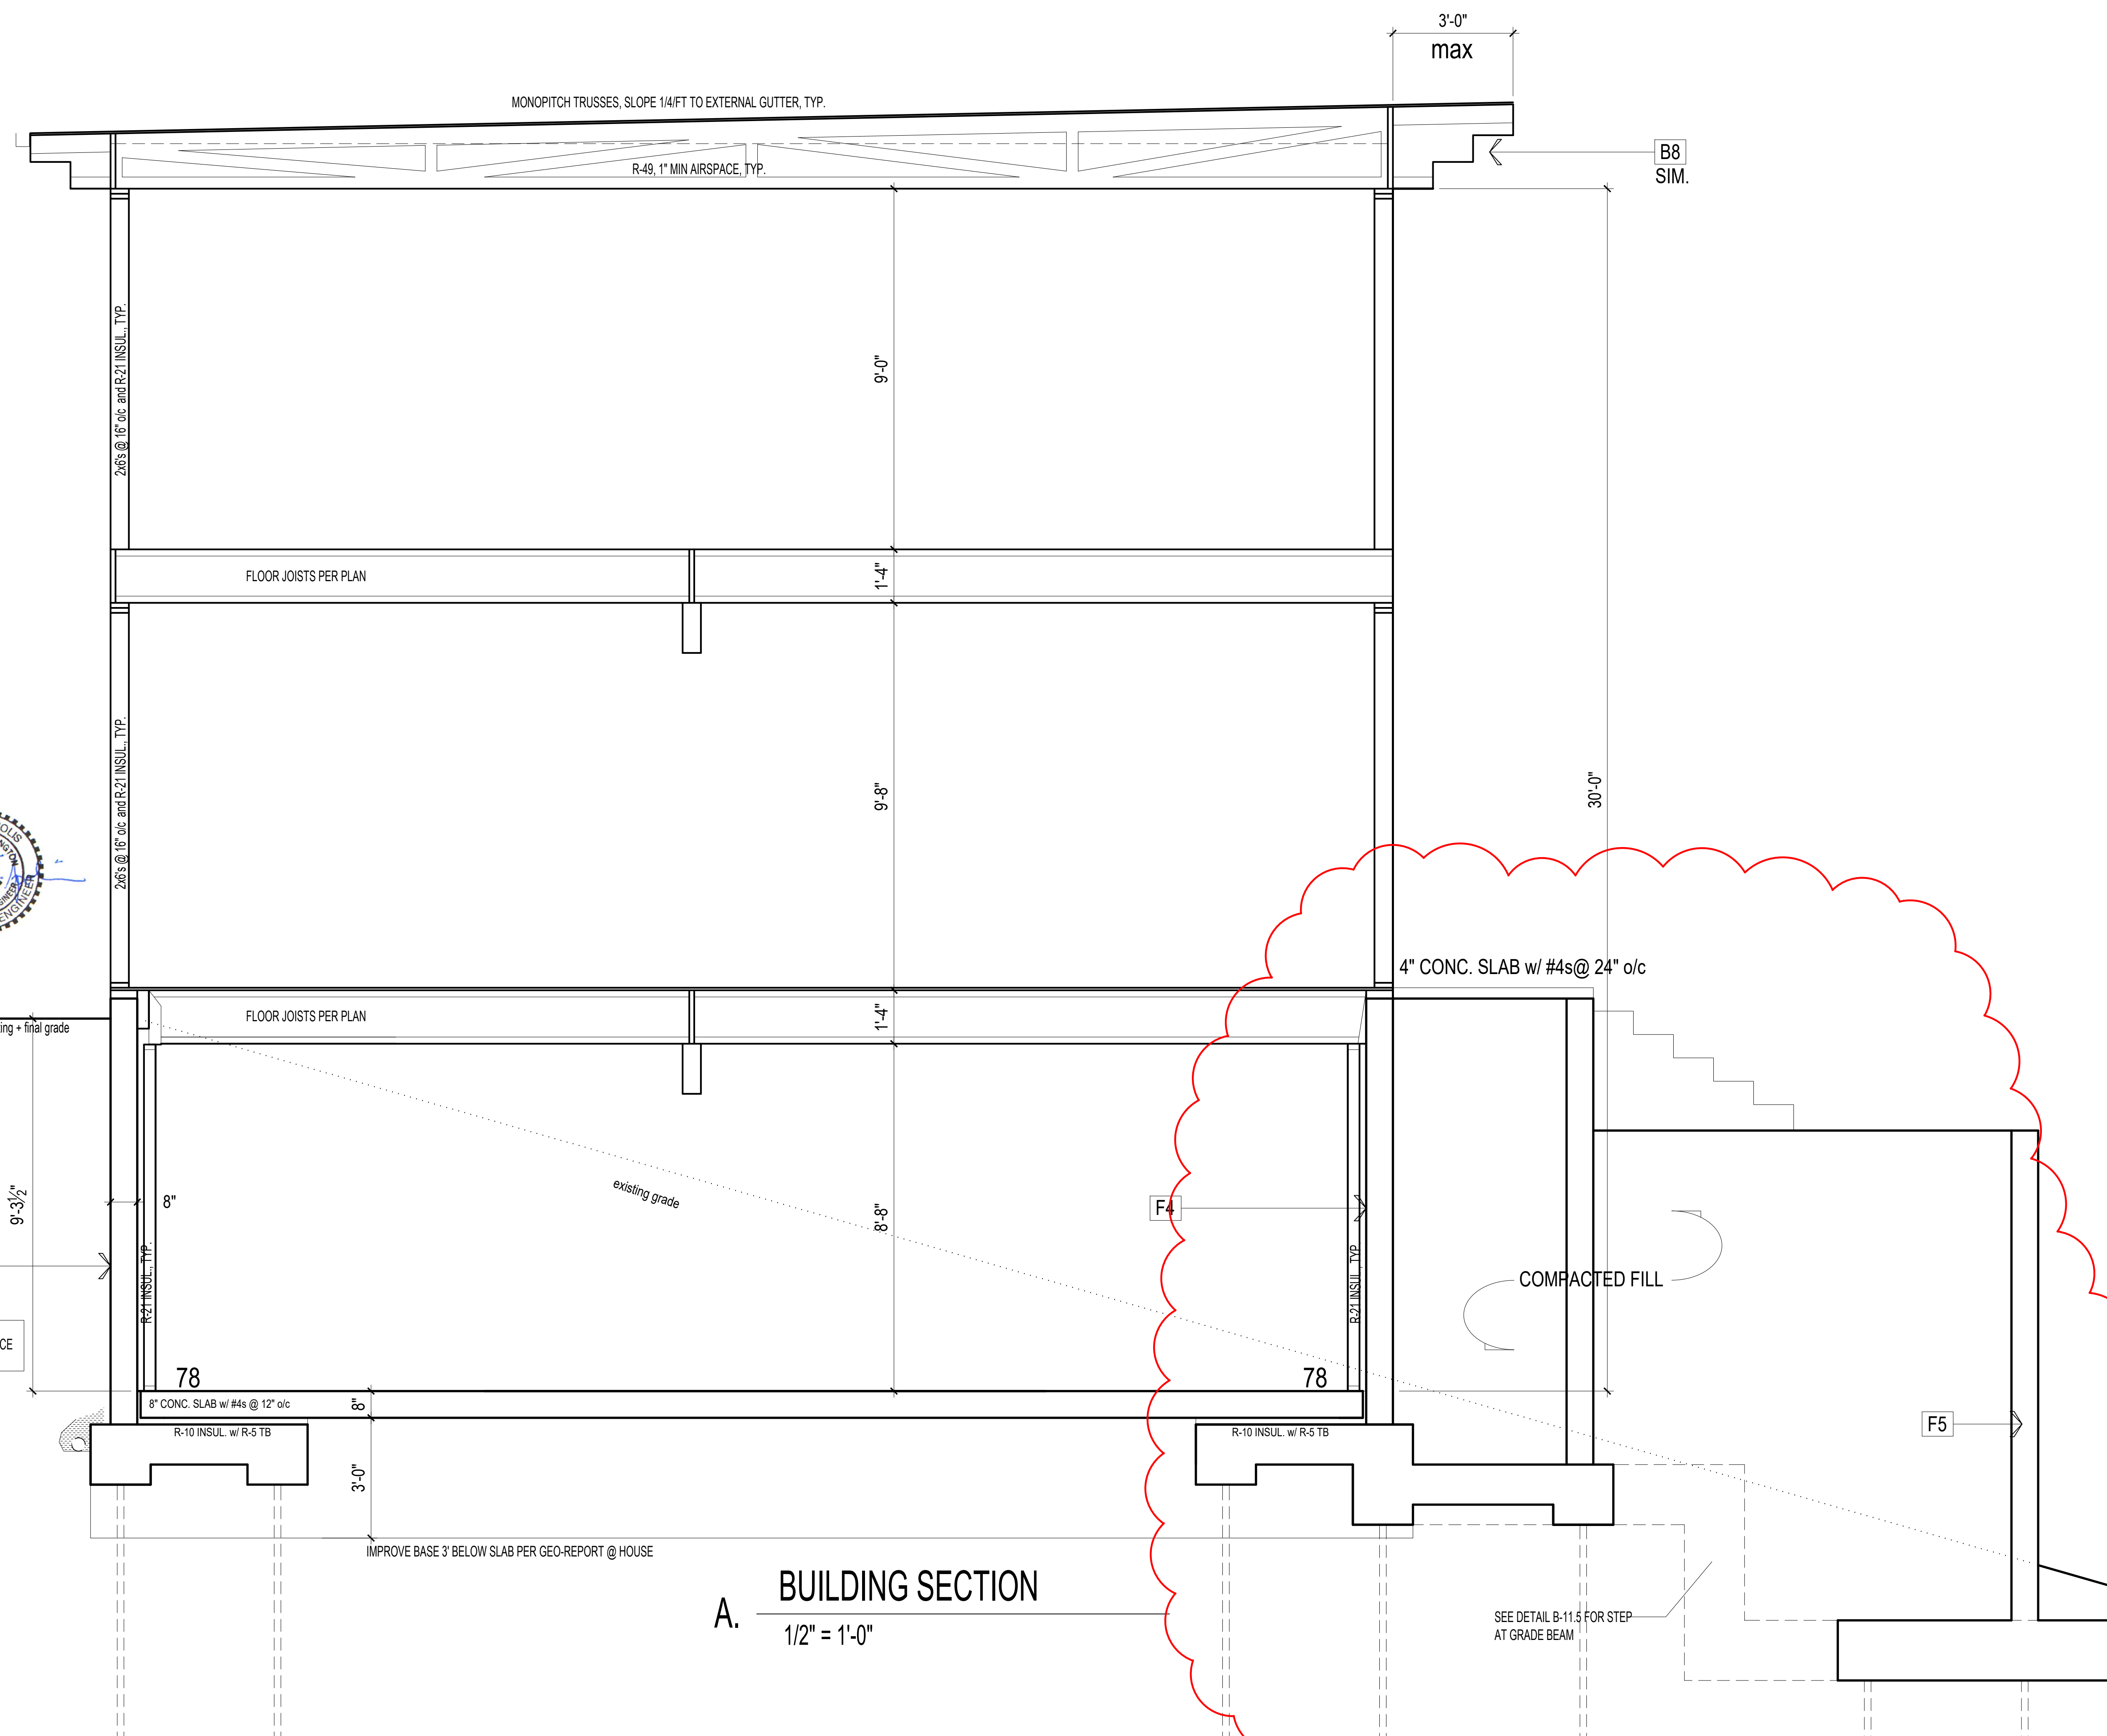 3'-0"
max
MONOPITCH TRUSSES, SLOPE 1/4/FT TO EXTERNAL GUTTER, TYP.
B8
SIM.
R-49, 1" MIN AIRSPACE, TYP.
2x6's @ 16" o/c and R-21 INSUL., TYP.
9'-0"
FLOOR JOISTS PER PLAN
1'-4"
2x6's @ 16" o/c and R-21 INSUL., TYP.
9'-8"
30'-0"
ENGINEER
4" CONC. SLAB w/ #4s@ 24" o/c
FLOOR JOISTS PER PLAN
1'-4"
+ final grade
9'-3½"
8"
existing grade
8'-8"
F4
R-21 INSUL., TYP.
R-21 INSUL., TYP.
COMPACTED FILL
78
78
8" CONC. SLAB w/ #4s @ 12" o/c
8"
F5
R-10 INSUL. w/ R-5 TB
R-10 INSUL. w/ R-5 TB
3'-0"
IMPROVE BASE 3' BELOW SLAB PER GEO-REPORT @ HOUSE
A.
BUILDING SECTION
1/2" = 1'-0"
SEE DETAIL B-11.5 FOR STEP
AT GRADE BEAM